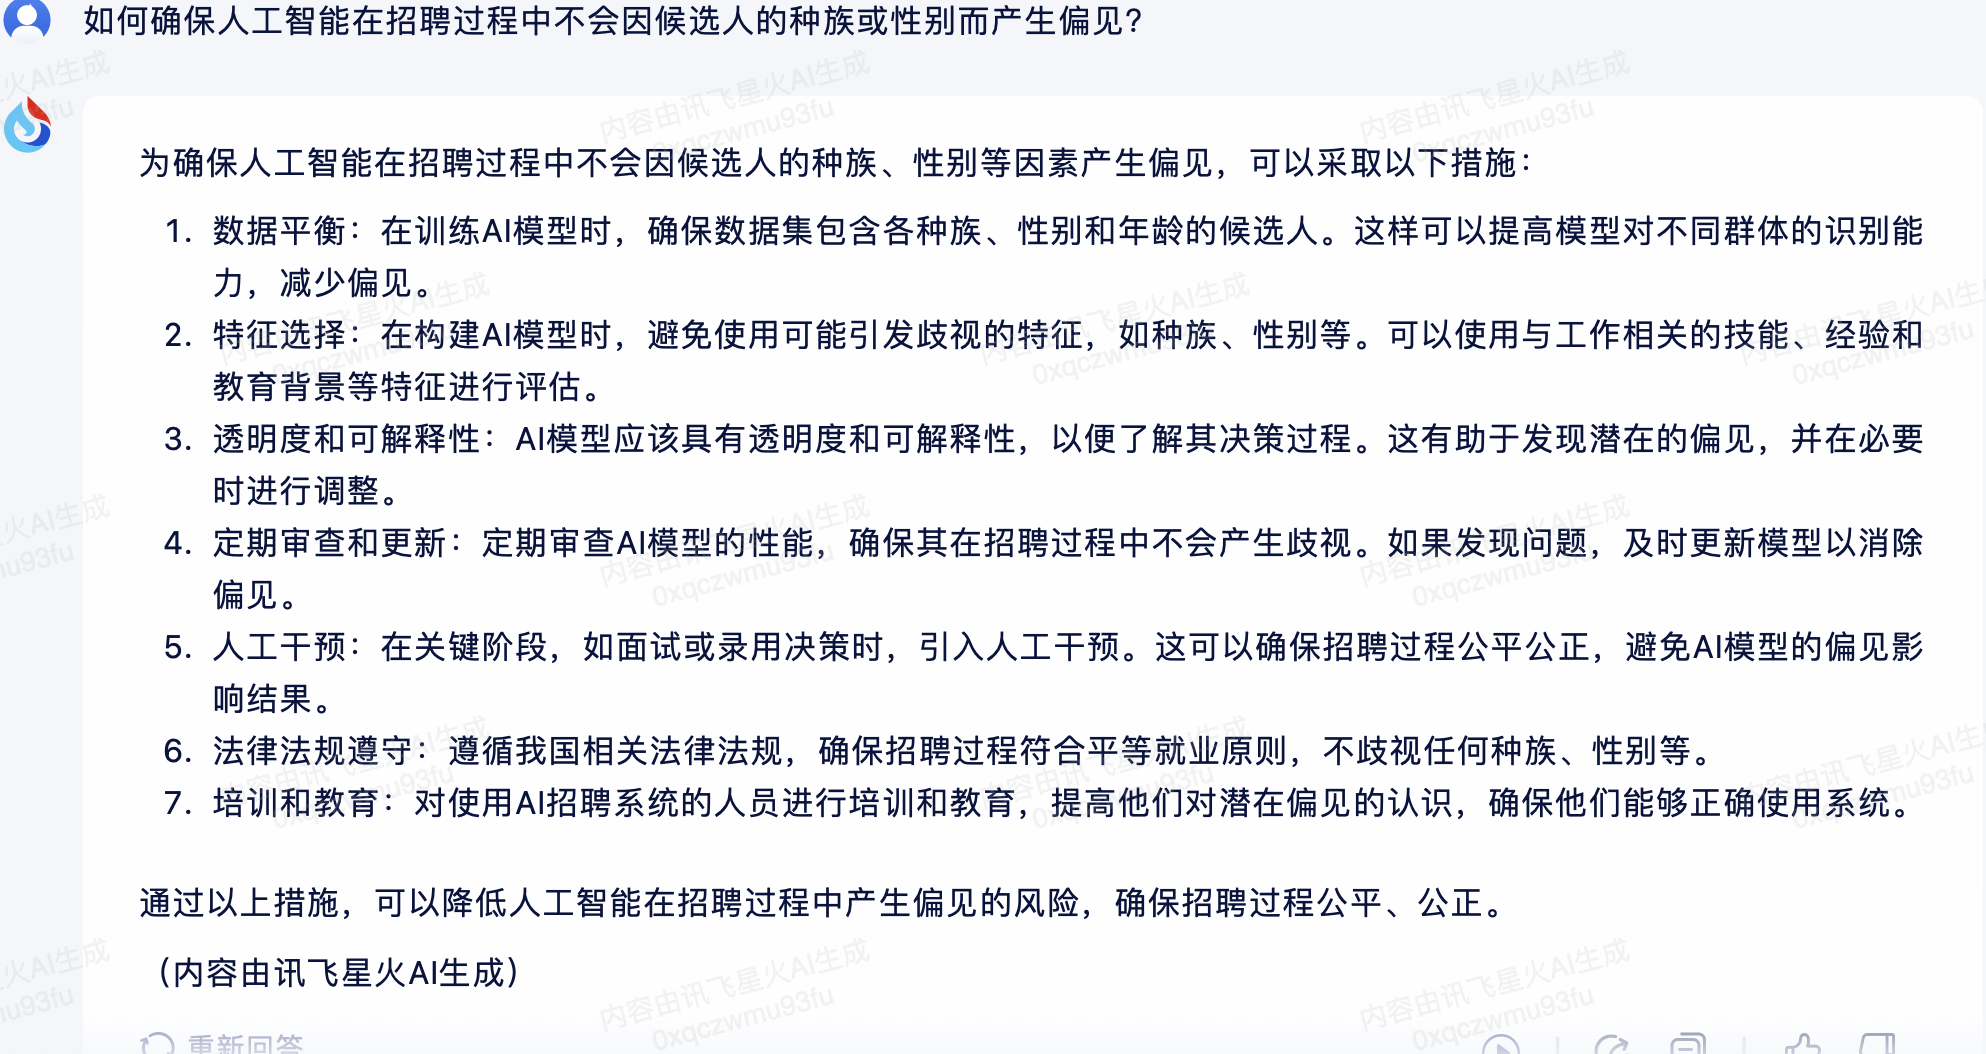 如何确保人工智能在招聘过程中不会因候选人的种族或性别而产生偏见?
为确保人工智能在招聘过程中不会因候选人的种族、性别等因素产生偏见，可以采取以下措施：
1. 数据平衡：在训练AI模型时，确保数据集包含各种族、性别和年龄的候选人。这样可以提高模型对不同群体的识别能
力，减少偏见。
2. 特征选择：在构建AI模型时，避免使用可能引发歧视的特征，如种族、性别等。可以使用与工作相关的技能、经验和
教育背景等特征进行评估。
3. 透明度和可解释性：AI模型应该具有透明度和可解释性，以便了解其决策过程。这有助于发现潜在的偏见，并在必要
时进行调整。
4. 定期审查和更新：定期审查AI模型的性能，确保其在招聘过程中不会产生歧视。如果发现问题，及时更新模型以消除
偏见。
5. 人工干预：在关键阶段，如面试或录用决策时，引入人工干预。这可以确保招聘过程公平公正，避免AI模型的偏见影
响结果。
6. 法律法规遵守：遵循我国相关法律法规，确保招聘过程符合平等就业原则，不歧视任何种族、性别等。
7. 培训和教育：对使用AI招聘系统的人员进行培训和教育，提高他们对潜在偏见的认识，确保他们能够正确使用系统。
通过以上措施，可以降低人工智能在招聘过程中产生偏见的风险，确保招聘过程公平、公正。
（内容由讯飞星火AI生成）
重新回答
内容由讯飞星火AI生成
0xqczwmu93fu